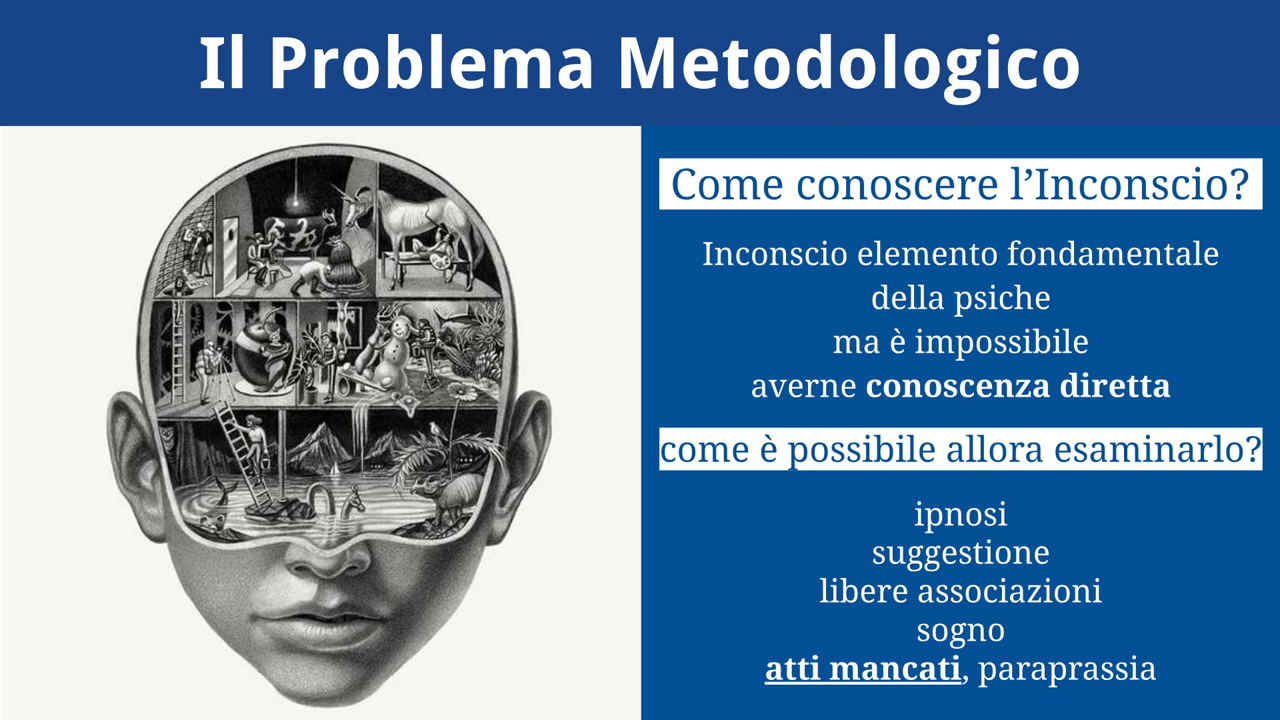 Il Problema Metodologico
Come conoscere l’Inconscio?
Inconscio elemento fondamentale
della psiche
ma è impossibile
averne conoscenza diretta
come è possibile allora esaminarlo?
ipnosi
suggestione
libere associazioni
sogno
atti mancati, paraprassia